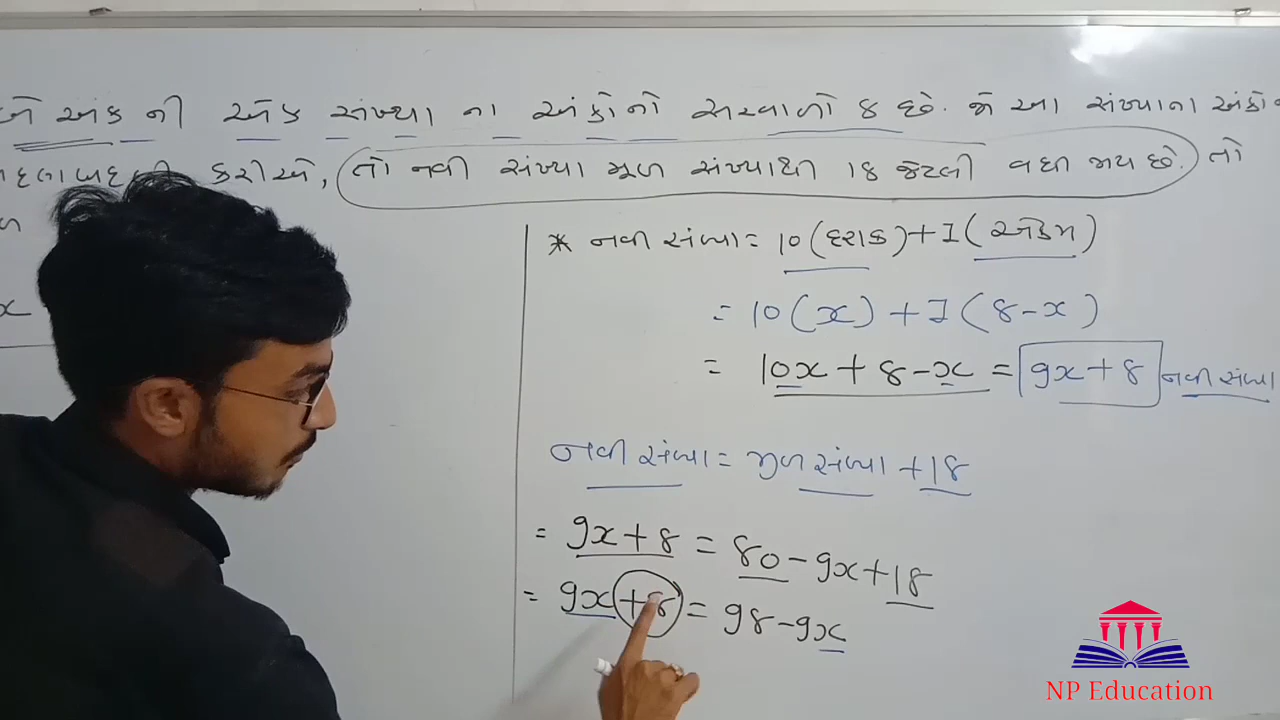 અંક ની એક સંખ્યા ના અંકોનો સરવાળો 8 છે. જો આ સંખ્યાના અંકો
કરીએ, તો નવી સંખ્યા મૂળ સંખ્યાથી 18 જેટલી વધી જાય છે. તો
x
* નવી સંખ્યા = 10 (દશક) + 1 (એકમ)
= 10 (x) + 1 (8 - x)
= 10x + 8 - x = 9x + 8 નવી સંખ્યા
નવી સંખ્યા = મુળ સંખ્યા + 18
= 9x + 8 = 80 - 9x + 18
= 9x + 8 = 98 - 9x
NP Education